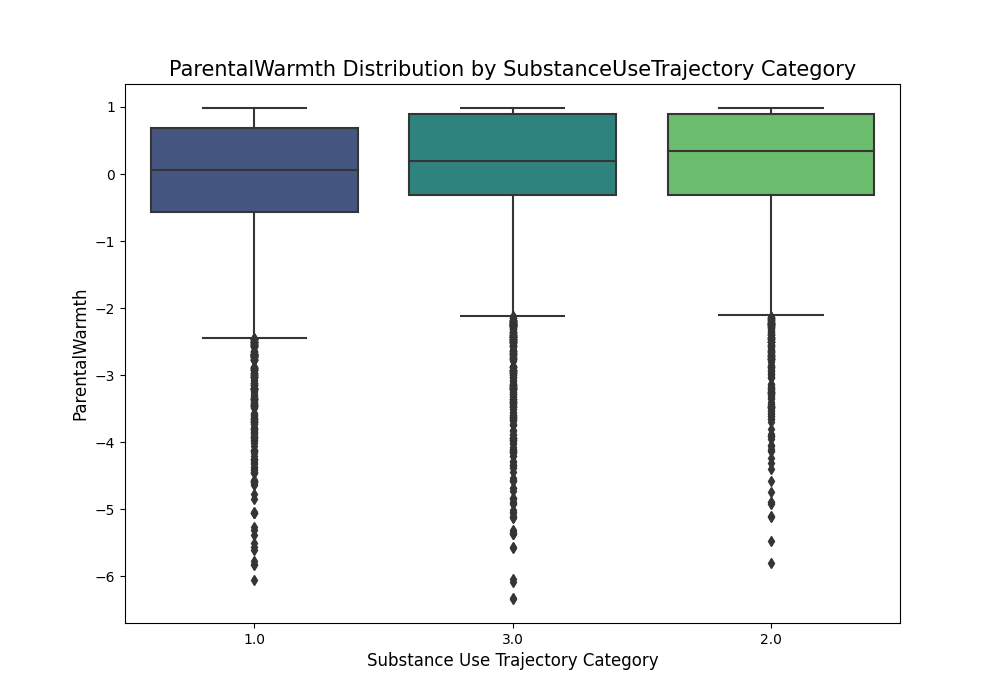 ParentalWarmth Distribution by SubstanceUseTrajectory Category
1
0
−1
−2
−3
−4
−5
−6
ParentalWarmth
1.0 3.0 2.0
Substance Use Trajectory Category